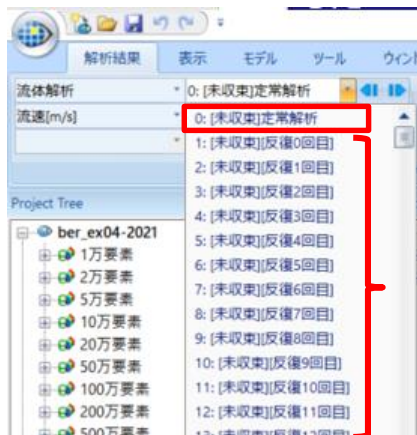 解析結果 表示 モデル ツール
流体解析 0: [未収束]定常解析
流速[m/s] 0: [未収束]定常解析
1: [未収束][反復0回目]
2: [未収束][反復1回目]
Project Tree 3: [未収束][反復2回目]
4: [未収束][反復3回目]
ber_ex04-2021 5: [未収束][反復4回目]
1万要素 6: [未収束][反復5回目]
2万要素 7: [未収束][反復6回目]
5万要素 8: [未収束][反復7回目]
10万要素 9: [未収束][反復8回目]
20万要素 10: [未収束][反復9回目]
50万要素 11: [未収束][反復10回目]
100万要素 12: [未収束][反復11回目]
200万要素
500万要素